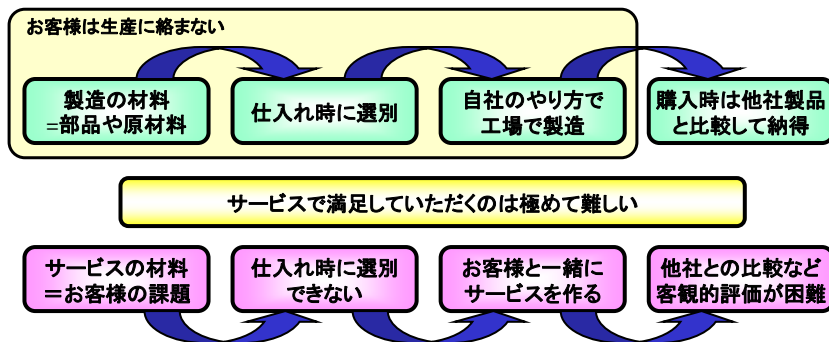 お客様は生産に絡まない
製造の材料
=部品や原材料
仕入れ時に選別
自社のやり方で
工場で製造
購入時は他社製品
と比較して納得
サービスで満足していただくのは極めて難しい
サービスの材料
＝お客様の課題
仕入れ時に選別
できない
お客様と一緒に
サービスを作る
他社との比較など
客観的評価が困難